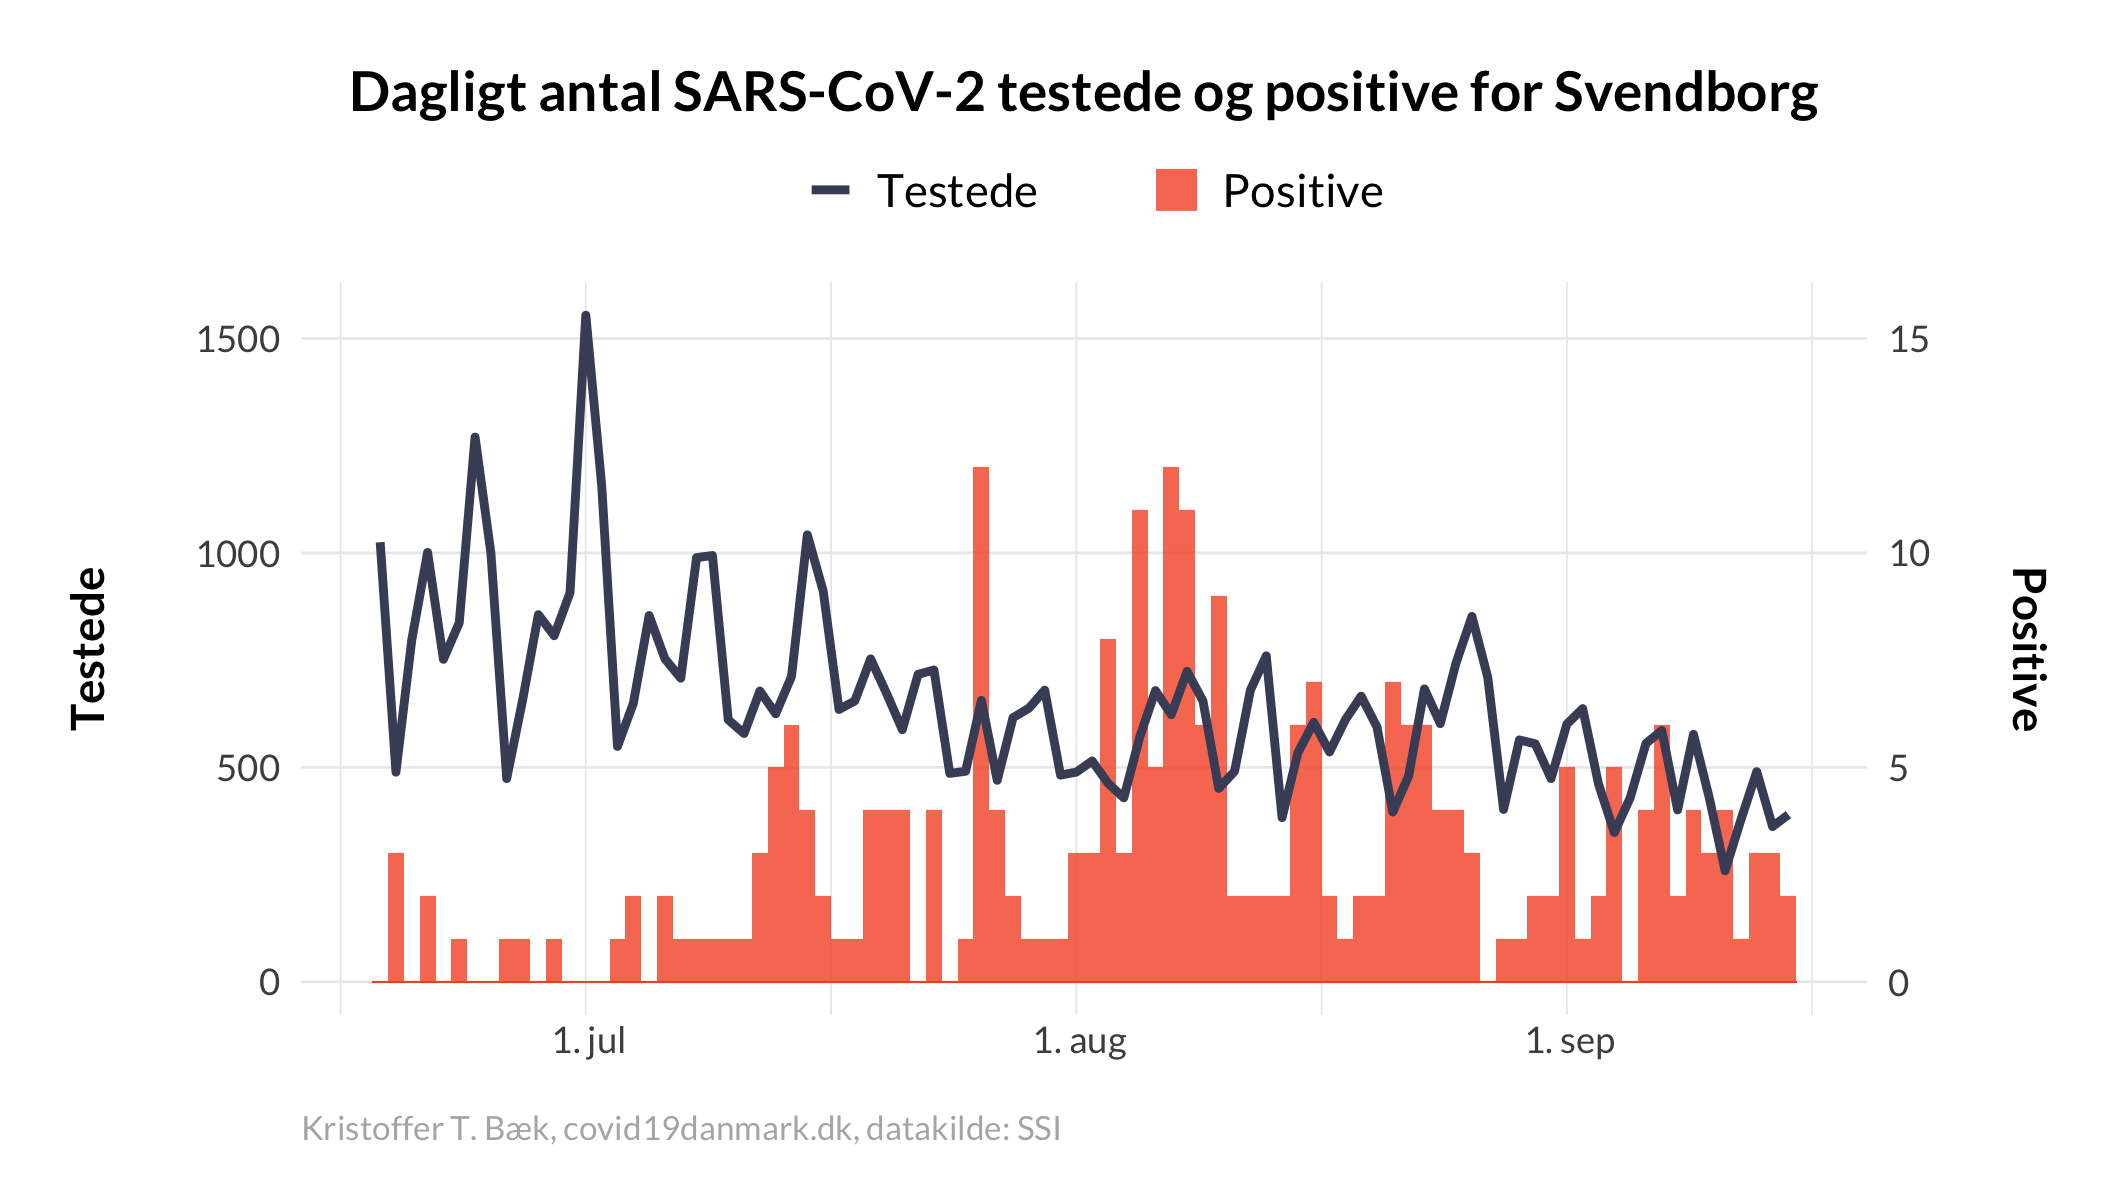 Dagligt antal SARS-CoV-2 testede og positive for Svendborg
Testede
Positive
1500
1000
500
0
Testede
15
10
5
0
Positive
1. jul
1. aug
1. sep
Kristoffer T. Bæk, covid19danmark.dk, datakilde: SSI